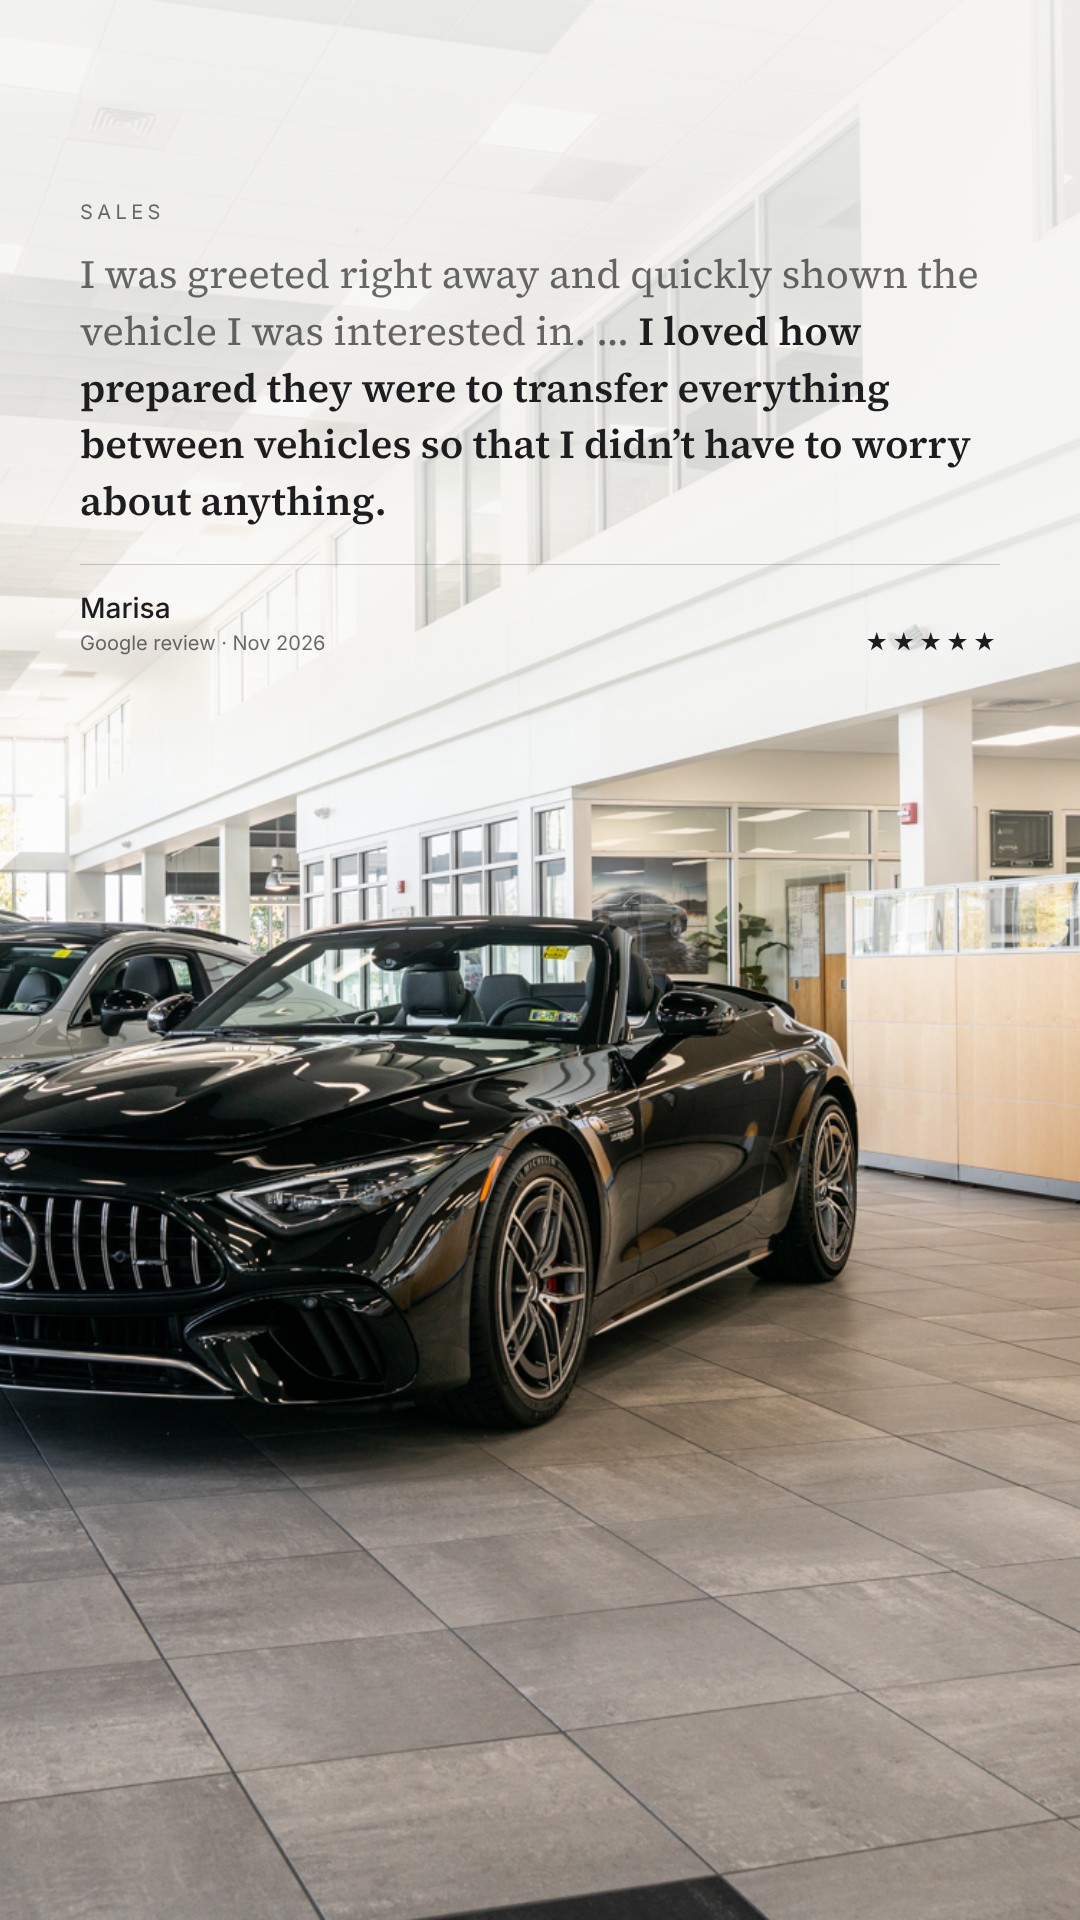 SALES
I was greeted right away and quickly shown the
vehicle I was interested in. ... I loved how
prepared they were to transfer everything
between vehicles so that I didn’t have to worry
about anything.
Marisa
Google review · Nov 2026
★★★★★
MICHELIN